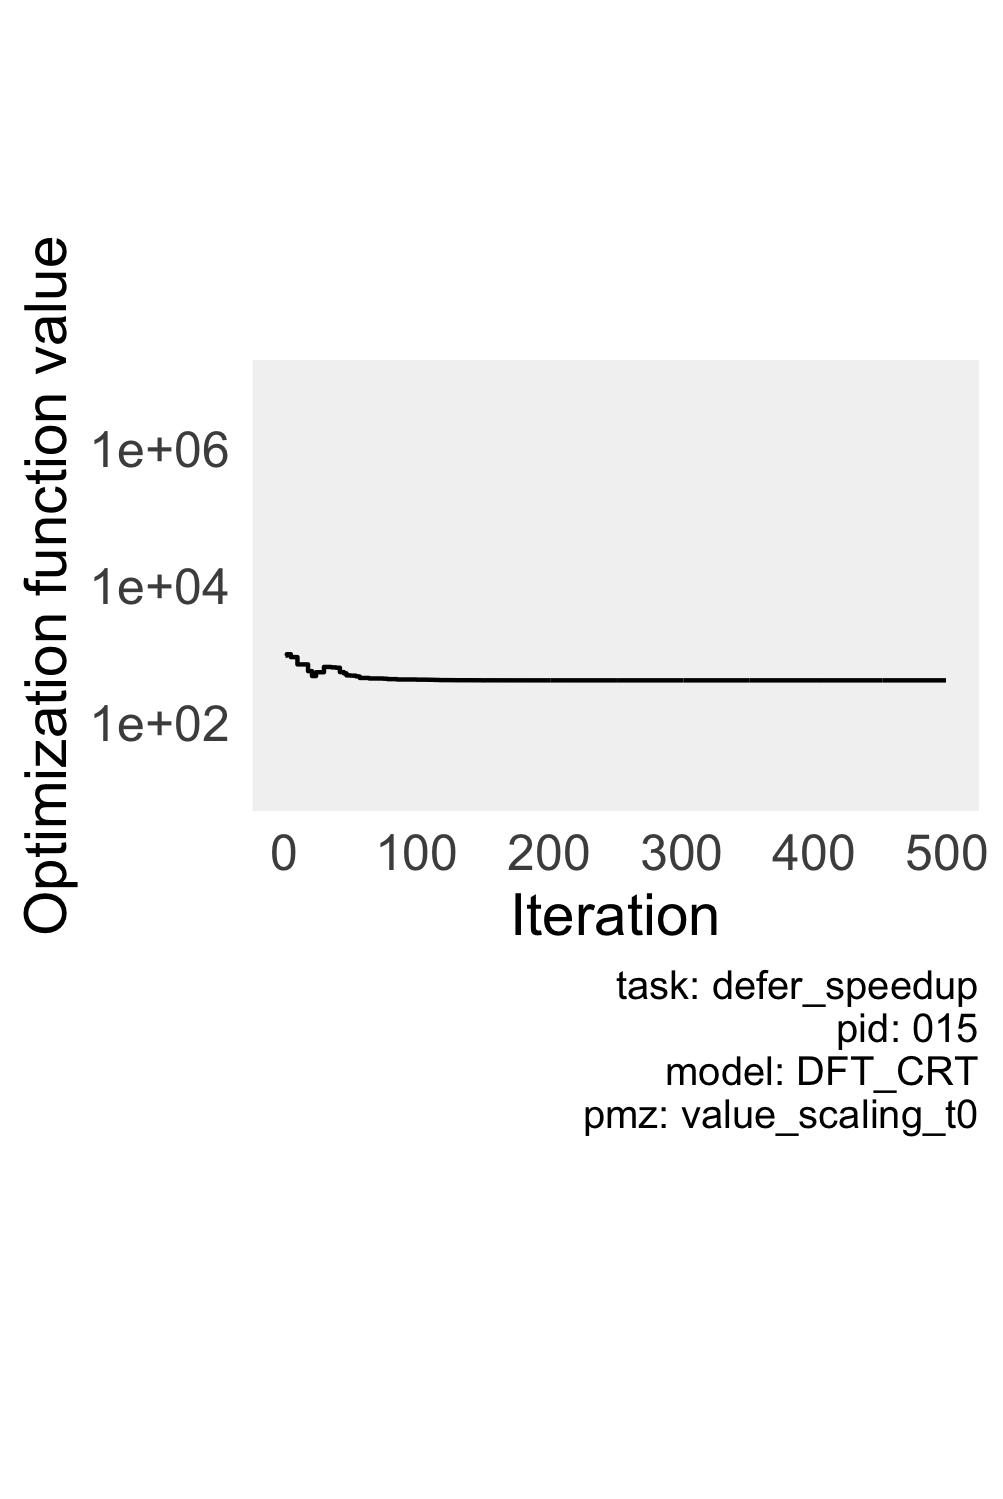 Optimization function value
1e+06
1e+04
1e+02
0 100 200 300 400 500
Iteration
task: defer_speedup
pid: 015
model: DFT_CRT
pmz: value_scaling_t0